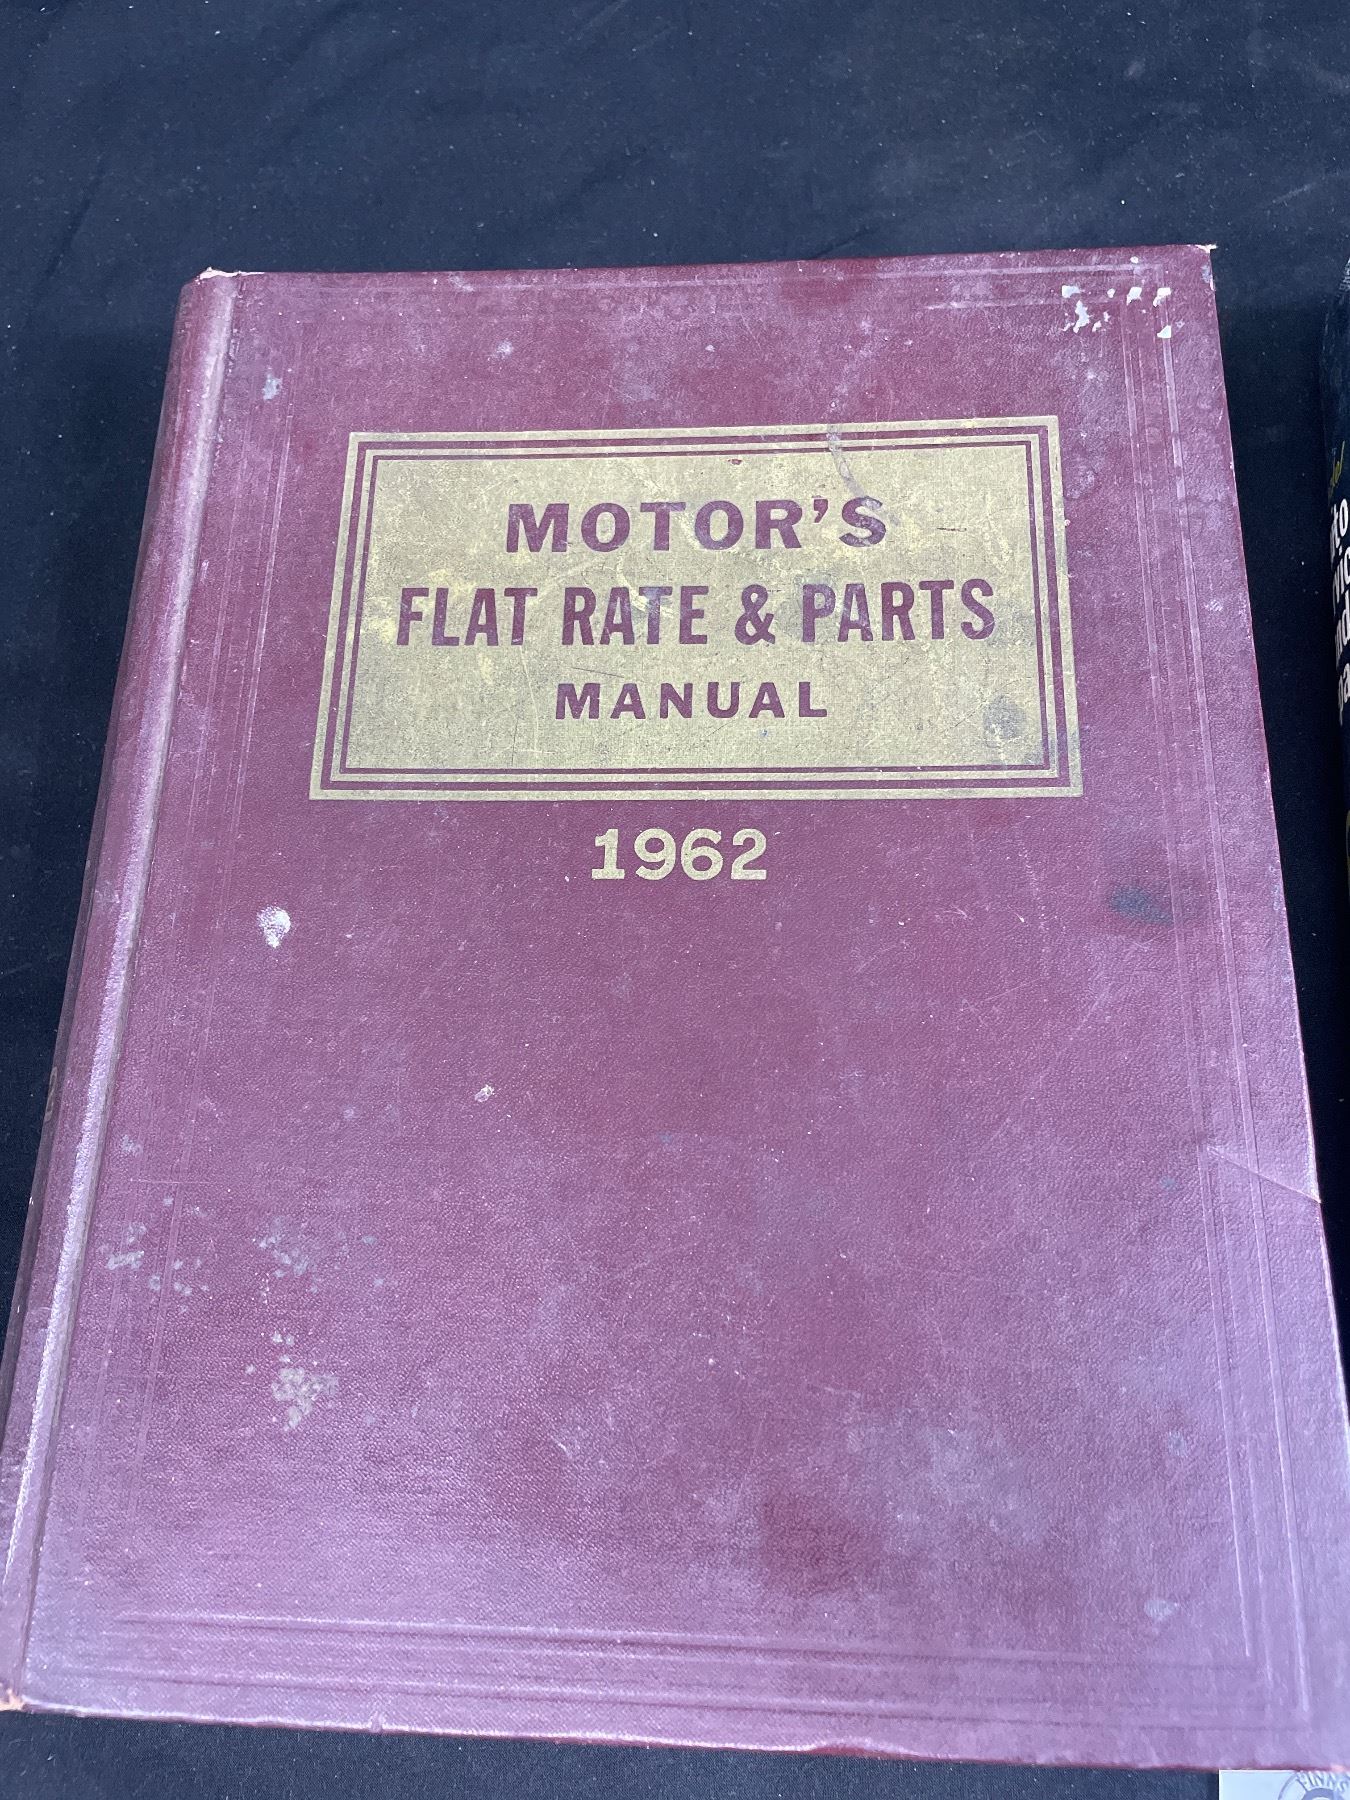 MOTOR'S
FLAT RATE & PARTS
MANUAL
1962